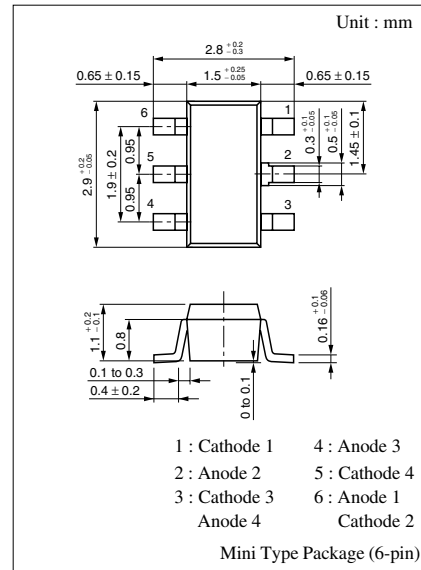 Unit : mm
2.8 +0.2 −0.3
0.65 ± 0.15
1.5 +0.25 −0.05
0.65 ± 0.15
6
5
4
1
2
3
2.9 +0.2 −0.05
1.9 ± 0.2
0.95
0.95
0.3 +0.1 −0.05
0.5 +0.1 −0.05
1.45 ± 0.1
1.1 +0.2 −0.1
0.8
0.16 +0.1 −0.06
0.1 to 0.3
0.4 ± 0.2
0 to 0.1
1 : Cathode 1 4 : Anode 3
2 : Anode 2 5 : Cathode 4
3 : Cathode 3 6 : Anode 1
Anode 4 Cathode 2
Mini Type Package (6-pin)